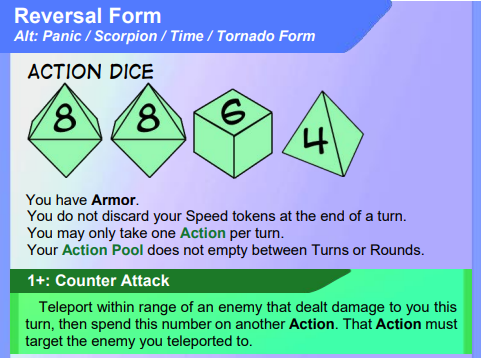 Reversal Form
Alt: Panic / Scorpion / Time / Tornado Form
ACTION DICE
8 8 6 4
You have Armor.
You do not discard your Speed tokens at the end of a turn.
You may only take one Action per turn.
Your Action Pool does not empty between Turns or Rounds.
1+: Counter Attack
Teleport within range of an enemy that dealt damage to you this
turn, then spend this number on another Action. That Action must
target the enemy you teleported to.